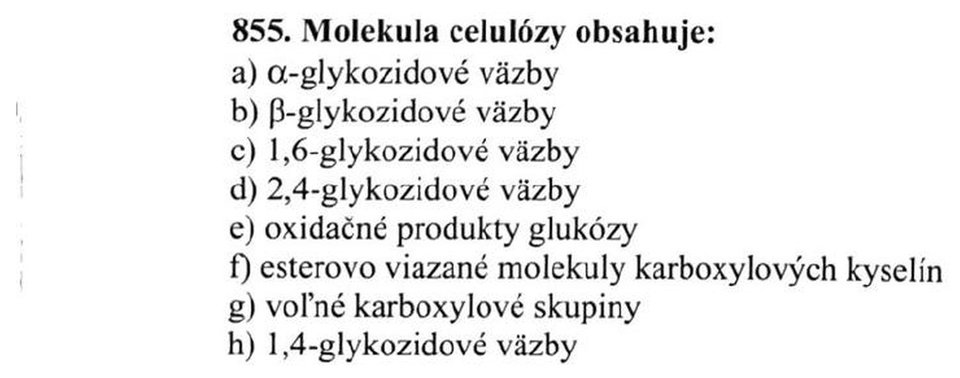 855. Molekula celulózy obsahuje:
a) α-glykozidové väzby
b) β-glykozidové väzby
c) 1,6-glykozidové väzby
d) 2,4-glykozidové väzby
e) oxidačné produkty glukózy
f) esterovo viazané molekuly karboxylových kyselín
g) voľné karboxylové skupiny
h) 1,4-glykozidové väzby